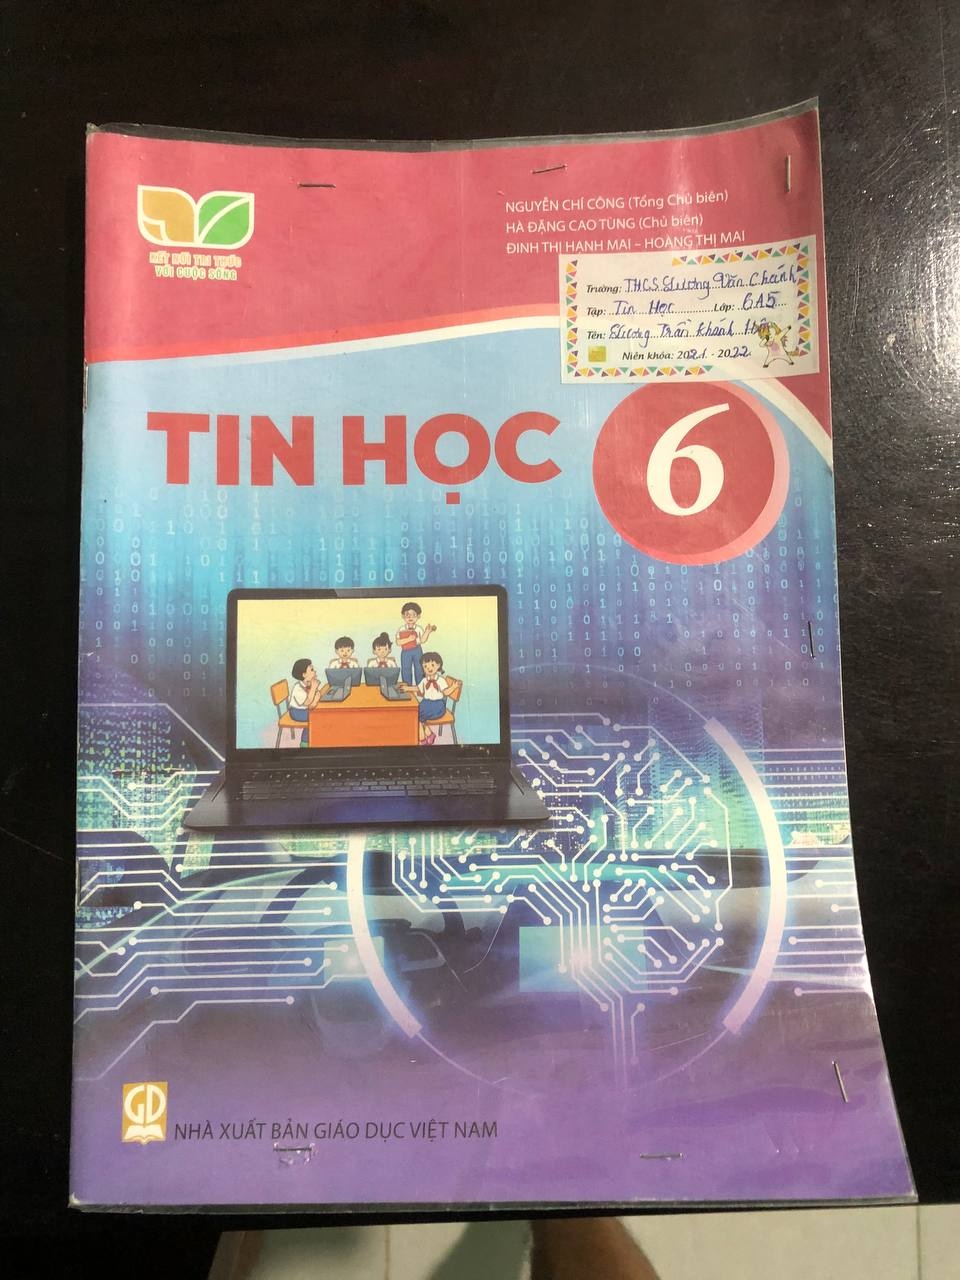 KẾT NỐI TRI THỨC
VỚI CUỘC SỐNG
NGUYỄN CHÍ CÔNG (Tổng Chủ biên)
HÀ ĐẶNG CAO TÙNG (Chủ biên)
ĐINH THỊ HẠNH MAI – HOÀNG THỊ MAI
Trường: THCS Lương Văn Chánh
Tập: Tin Học Lớp: 6A5
Tên: Lương Trần Khánh
Niên khóa: 2021 - 2022
TIN HỌC 6
GD
NHÀ XUẤT BẢN GIÁO DỤC VIỆT NAM